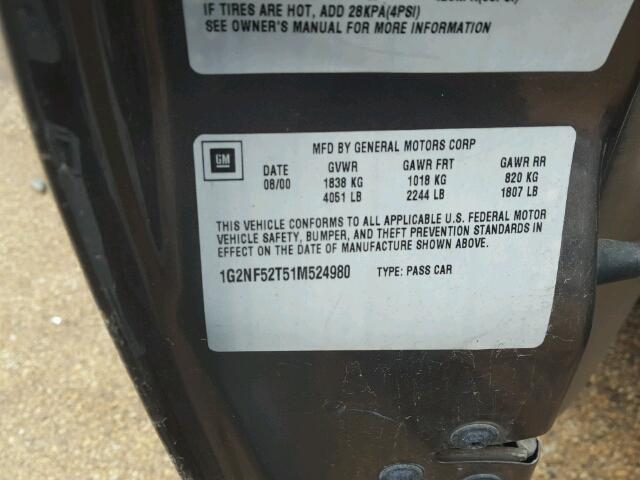 IF TIRES ARE HOT, ADD 28KPA(4PSI)
SEE OWNER'S MANUAL FOR MORE INFORMATION
GM
MFD BY GENERAL MOTORS CORP
DATE GVWR GAWR FRT GAWR RR
08/00 1838 KG 1018 KG 820 KG
4051 LB 2244 LB 1807 LB
THIS VEHICLE CONFORMS TO ALL APPLICABLE U.S. FEDERAL MOTOR
VEHICLE SAFETY, BUMPER, AND THEFT PREVENTION STANDARDS IN
EFFECT ON THE DATE OF MANUFACTURE SHOWN ABOVE.
1G2NF52T51M524980 TYPE: PASS CAR